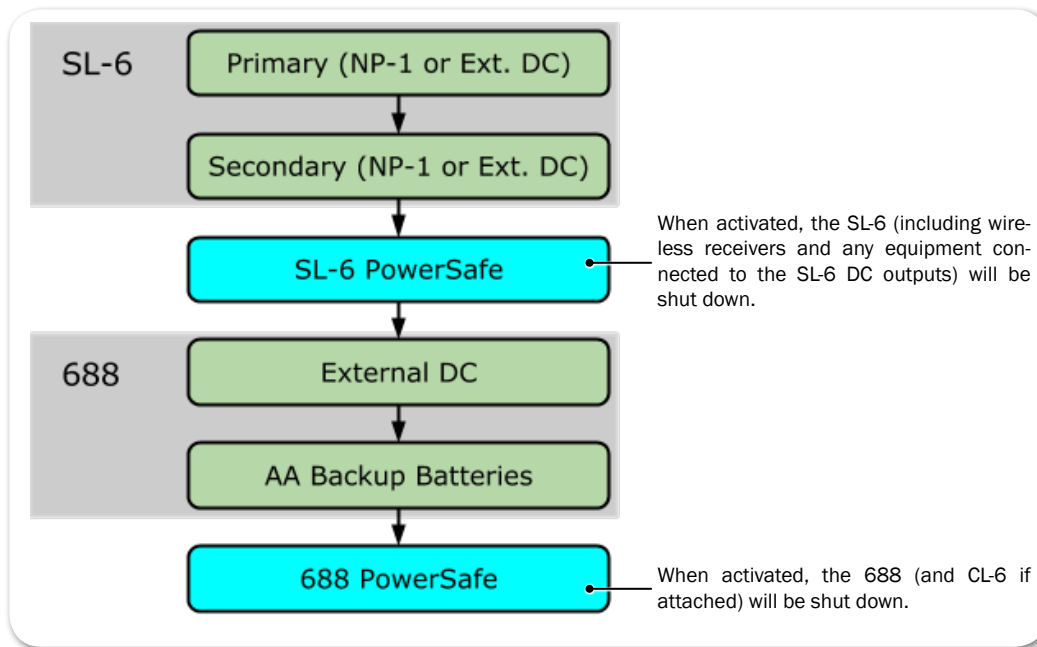 SL-6
Primary (NP-1 or Ext. DC)
Secondary (NP-1 or Ext. DC)
SL-6 PowerSafe
When activated, the SL-6 (including wire-
less receivers and any equipment con-
nected to the SL-6 DC outputs) will be
shut down.
688
External DC
AA Backup Batteries
688 PowerSafe
When activated, the 688 (and CL-6 if
attached) will be shut down.